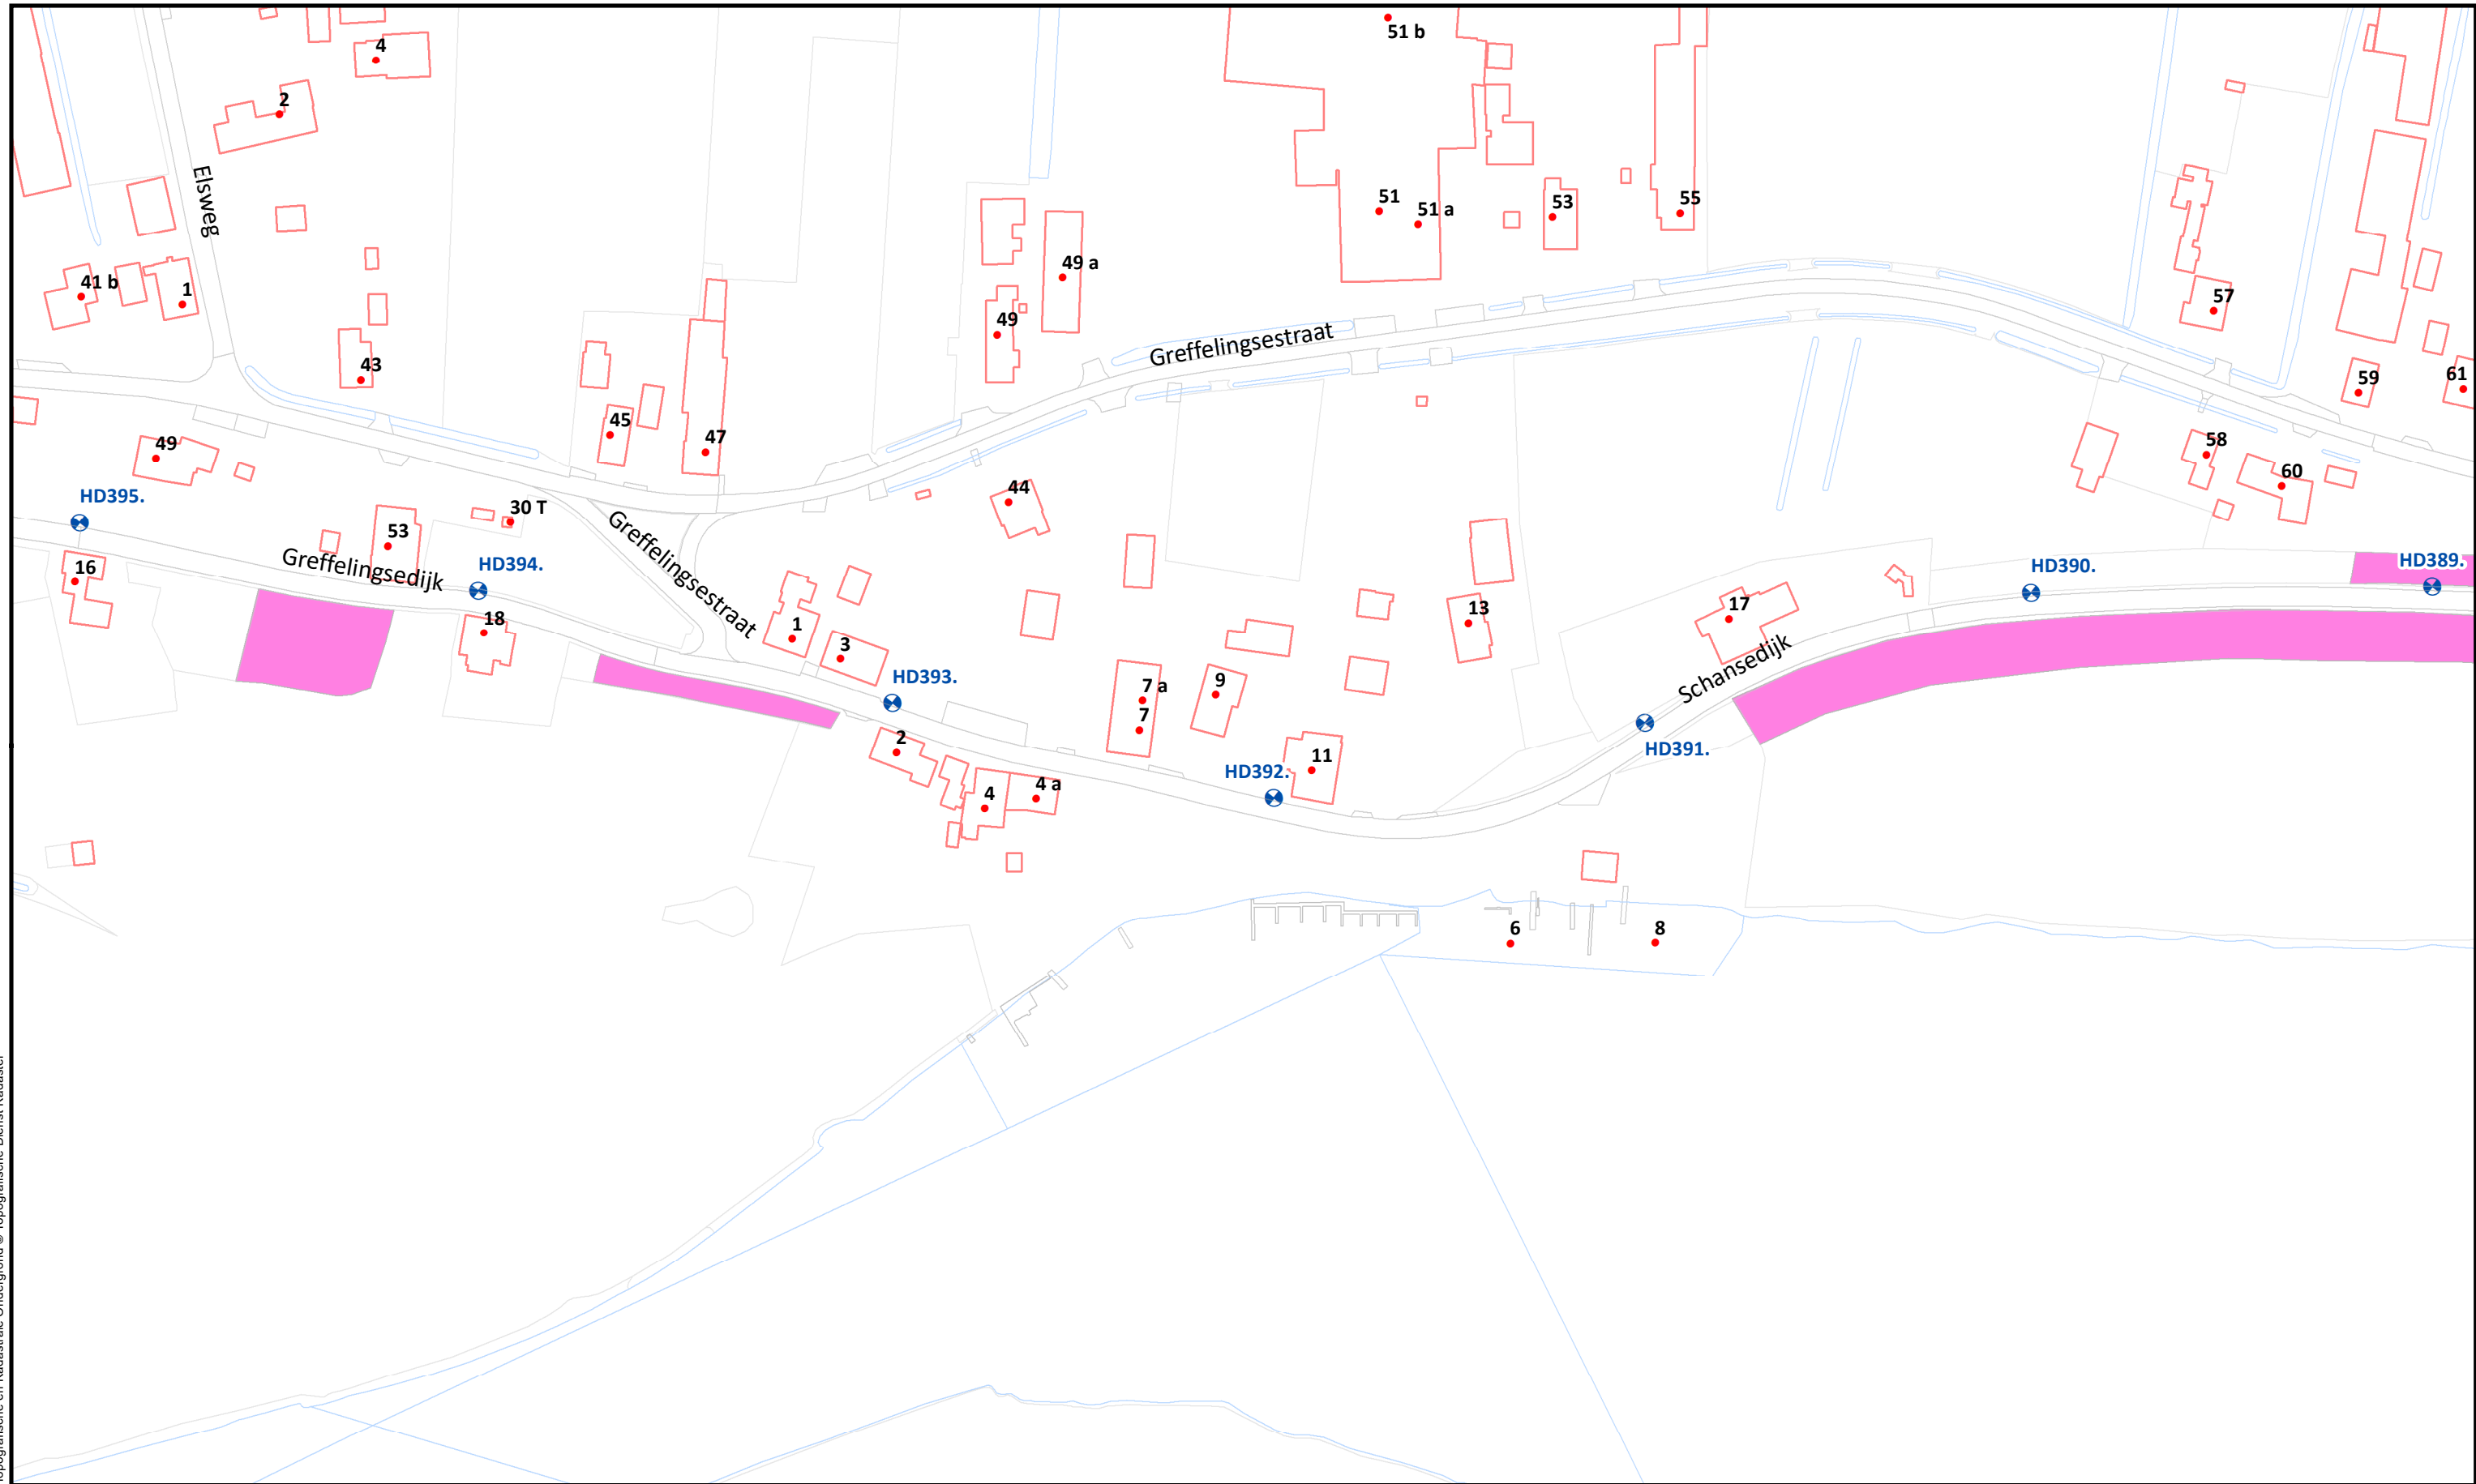 51 b
4
2
Elsweg
51
51 a
53
55
41 b
1
49 a
57
49
Greffelingsestraat
43
59
61
45
47
49
58
60
HD395.
44
30 T
53
Greffelingsestraat
Greffelingsedijk
HD394.
16
HD390.
HD389.
18
1
3
13
17
Schansedijk
HD393.
7 a
9
7
2
11
HD391.
HD392.
4
4 a
6
8